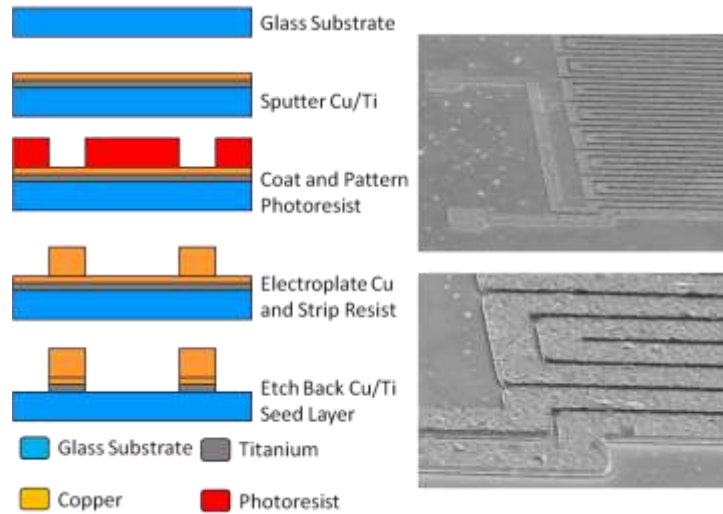 Glass Substrate
Sputter Cu/Ti
Coat and Pattern
Photoresist
Electroplate Cu
and Strip Resist
Etch Back Cu/Ti
Seed Layer
Glass Substrate
Titanium
Copper
Photoresist